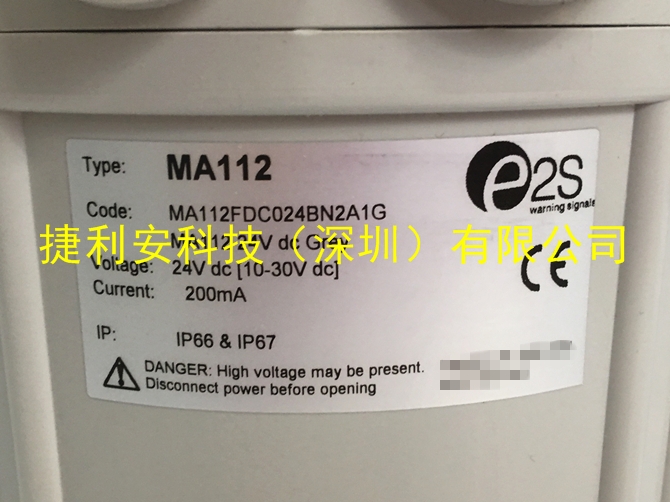 Type: MA112
e2S
warning signals
Code: MA112FDC024BN2A1G
捷利安科技（深圳）有限公司
dc Grey
Voltage: 24V dc [10-30V dc]
CE
Current: 200mA
IP: IP66 & IP67
DANGER: High voltage may be present.
Disconnect power before opening